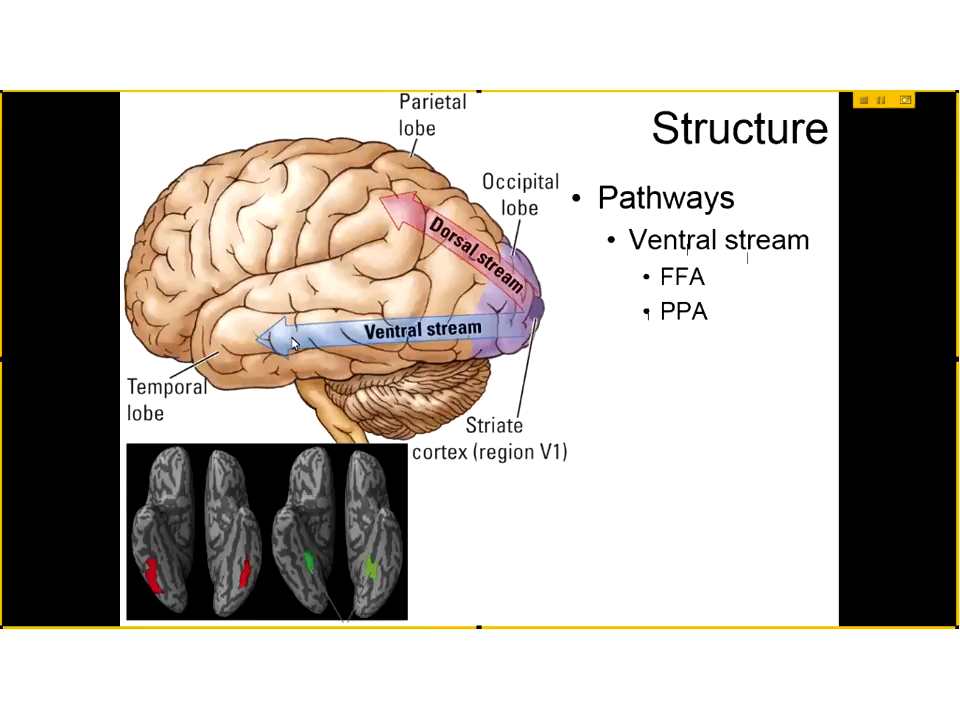 Structure
Parietal
lobe
Occipital
lobe
Dorsal stream
Ventral stream
Temporal
lobe
Striate
cortex (region V1)
• Pathways
• Ventral stream
• FFA
• PPA